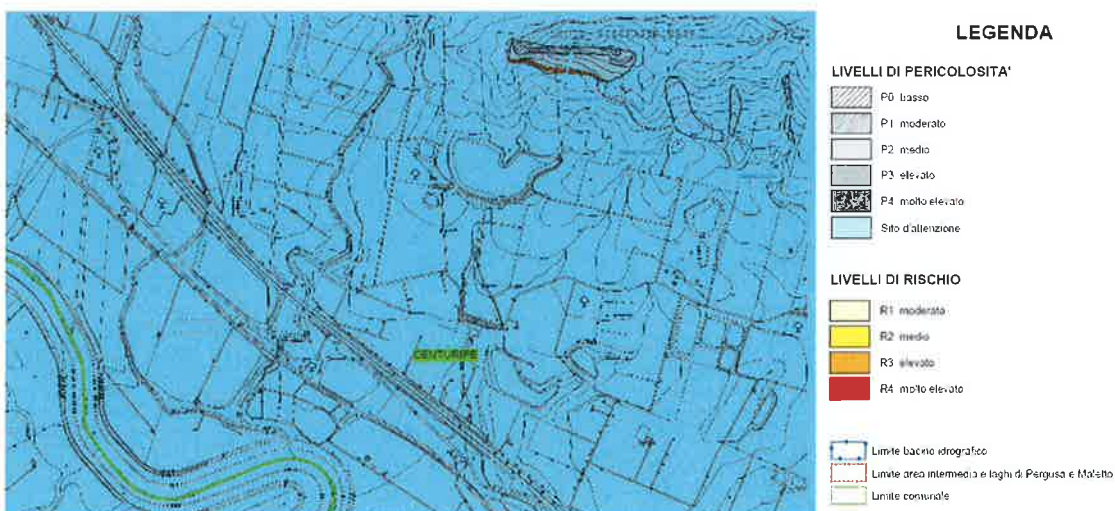 LEGENDA
LIVELLI DI PERICOLOSITA'
P0 basso
P1 moderato
P2 medio
P3 elevato
P4 molto elevato
Sito d'attenzione
LIVELLI DI RISCHIO
R1 moderato
R2 medio
R3 elevato
R4 molto elevato
CENTURIPE
Limite bacino idrografico
Limite area intermedia e laghi di Pergusa e Maletto
Limite comunale